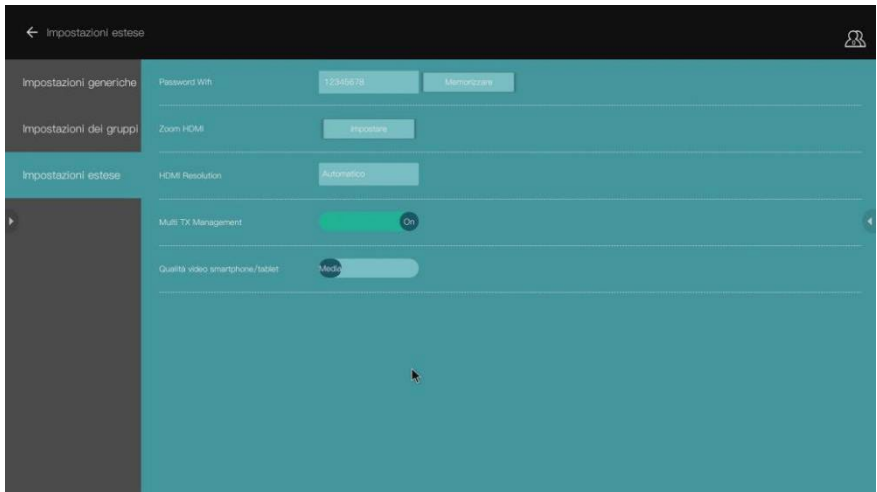 Impostazioni estese
Impostazioni generiche
Password Wifi 12345678 Memorizzare
Impostazioni dei gruppi
Zoom HDMI Impostare
Impostazioni estese
HDMI Resolution Automatico
Multi TX Management On
Qualità video smartphone/tablet Media